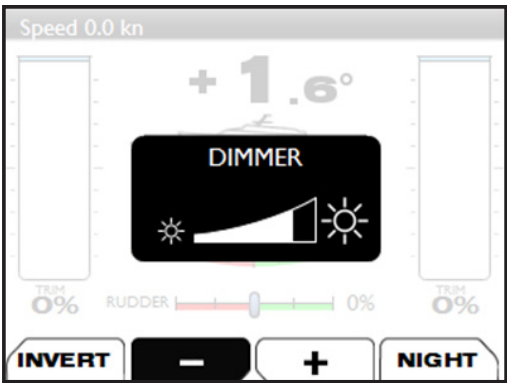 Speed 0.0 kn
+1.6°
DIMMER
TRIM
0%
RUDDER 0%
TRIM
0%
INVERT - + NIGHT